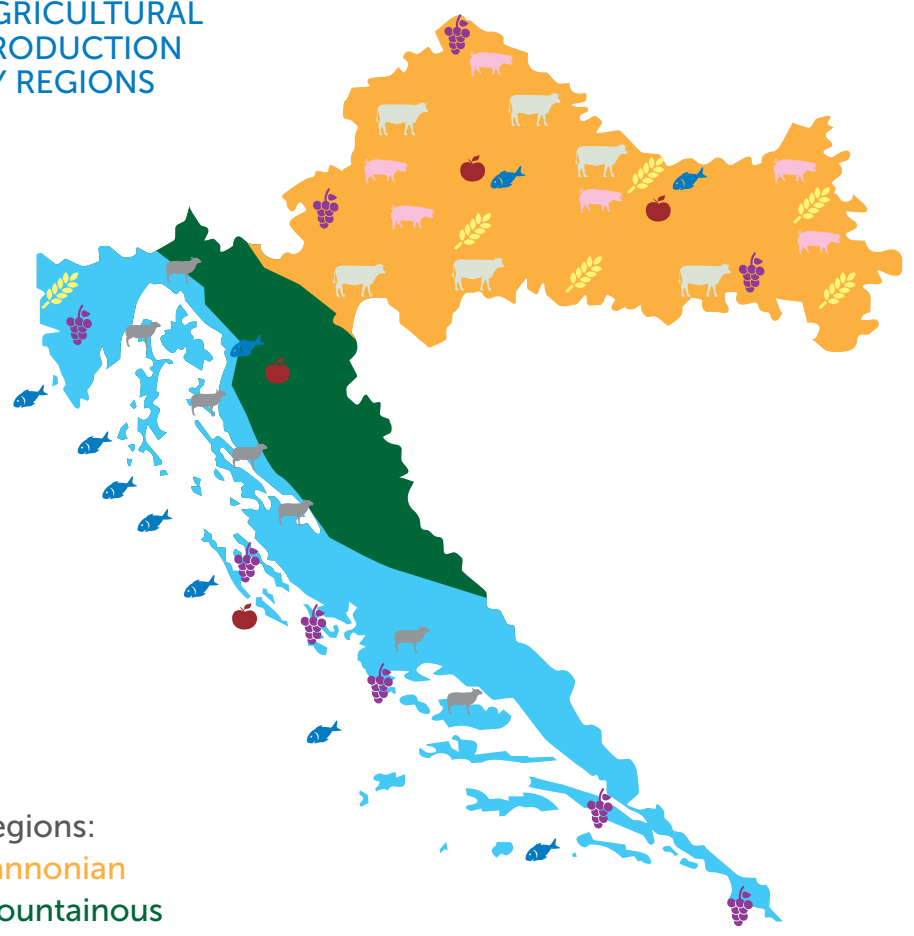 GRICULTURAL
RODUCTION
Y REGIONS
egions:
annonian
ountainous